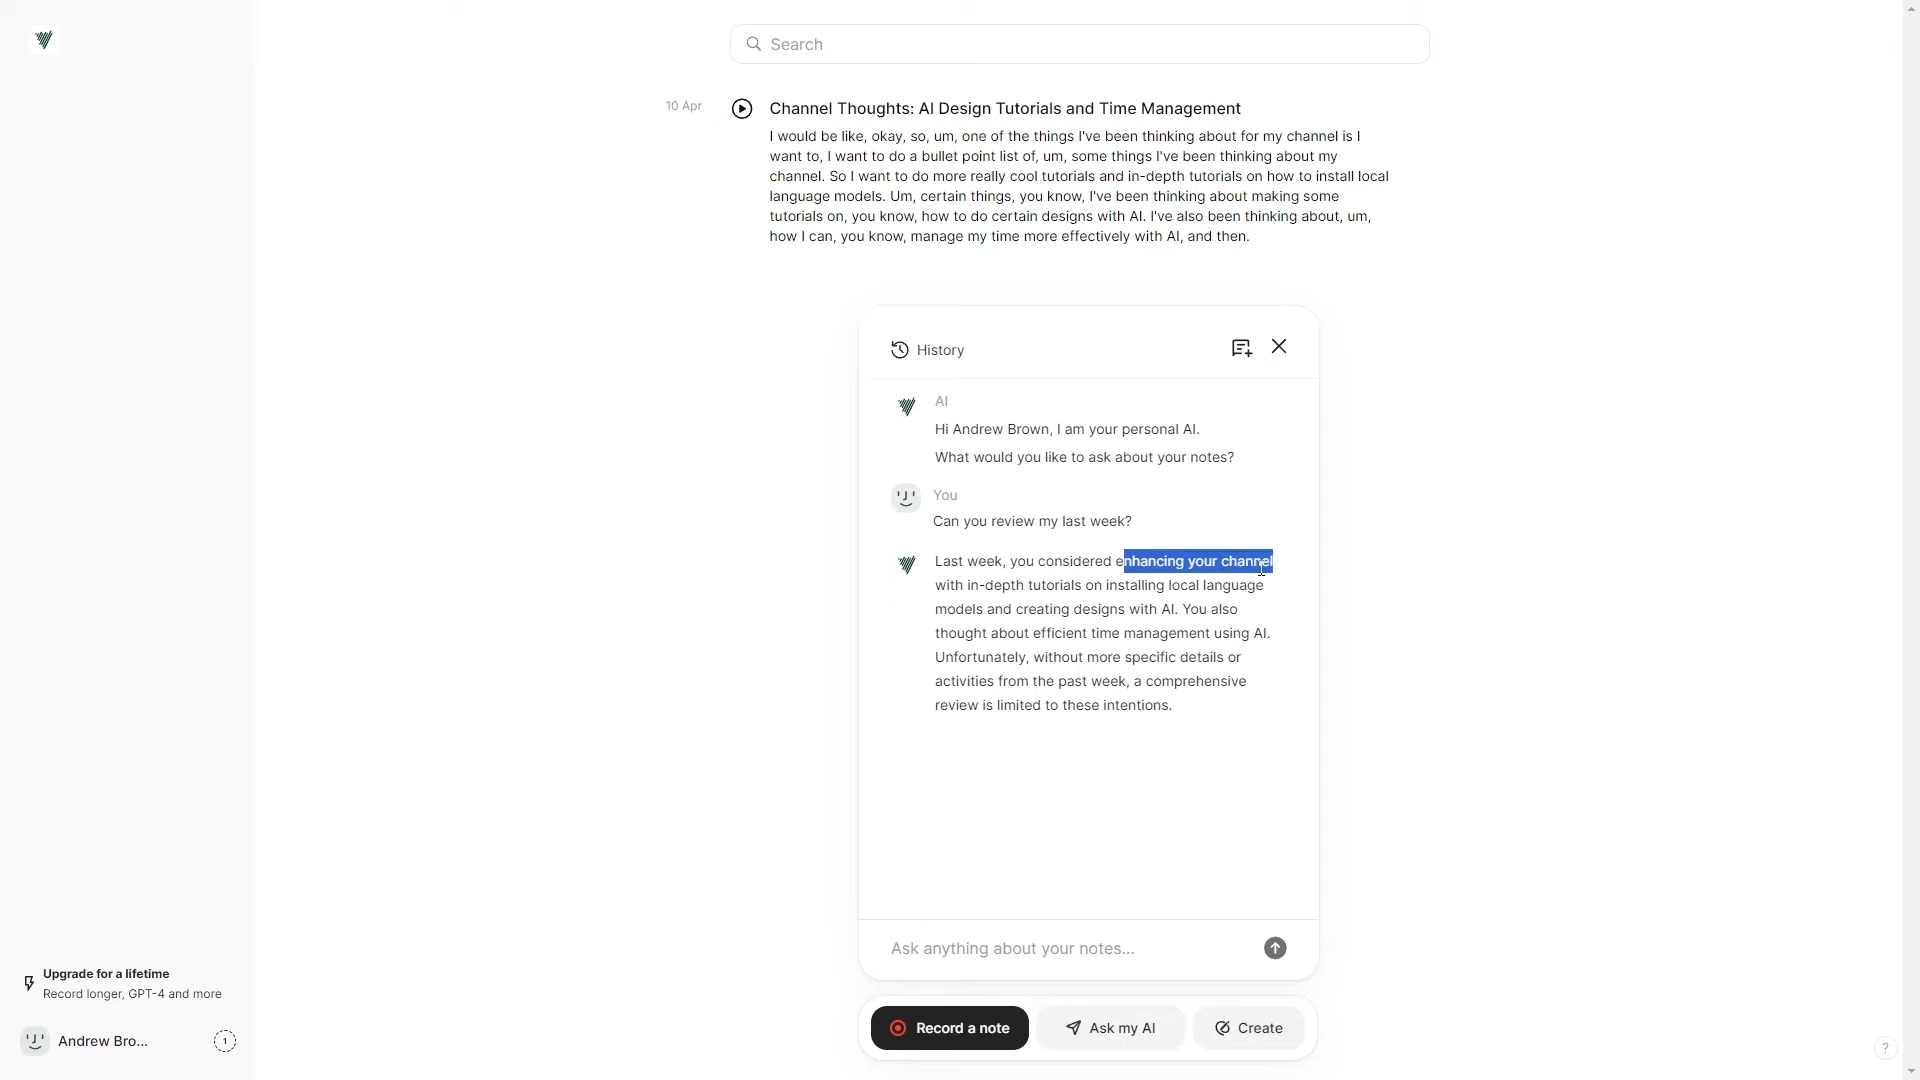 Search
10 Apr
Channel Thoughts: AI Design Tutorials and Time Management
I would be like, okay, so, um, one of the things I've been thinking about for my channel is I
want to, I want to do a bullet point list of, um, some things I've been thinking about my
channel. So I want to do more really cool tutorials and in-depth tutorials on how to install local
language models. Um, certain things, you know, I've been thinking about making some
tutorials on, you know, how to do certain designs with AI. I've also been thinking about, um,
how I can, you know, manage my time more effectively with AI, and then.
History
AI
Hi Andrew Brown, I am your personal AI.
What would you like to ask about your notes?
You
Can you review my last week?
Last week, you considered enhancing your channel
with in-depth tutorials on installing local language
models and creating designs with AI. You also
thought about efficient time management using AI.
Unfortunately, without more specific details or
activities from the past week, a comprehensive
review is limited to these intentions.
Ask anything about your notes...
Record a note
Ask my AI
Create
Upgrade for a lifetime
Record longer, GPT-4 and more
Andrew Bro...
1
?